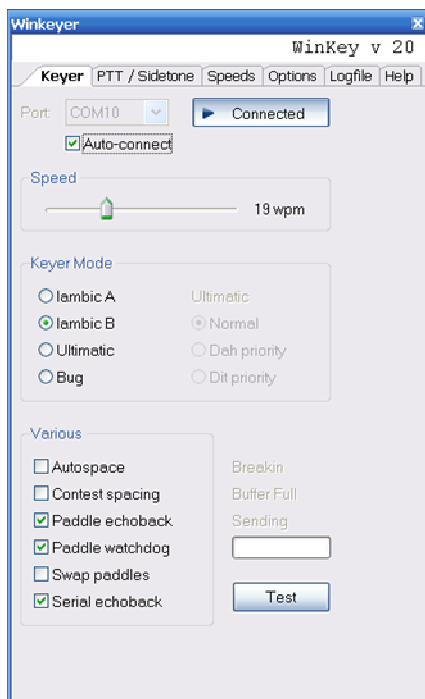 Winkeyer
WinKey v 20
Keyer PTT / Sidetone Speeds Options Logfile Help
Port: COM10 Connected
Auto-connect
Speed
19 wpm
Keyer Mode
Iambic A Ultimatic
Iambic B Normal
Ultimatic Dah priority
Bug Dit priority
Various
Autospace Breakin
Contest spacing Buffer Full
Paddle echoback Sending
Paddle watchdog
Swap paddles Test
Serial echoback